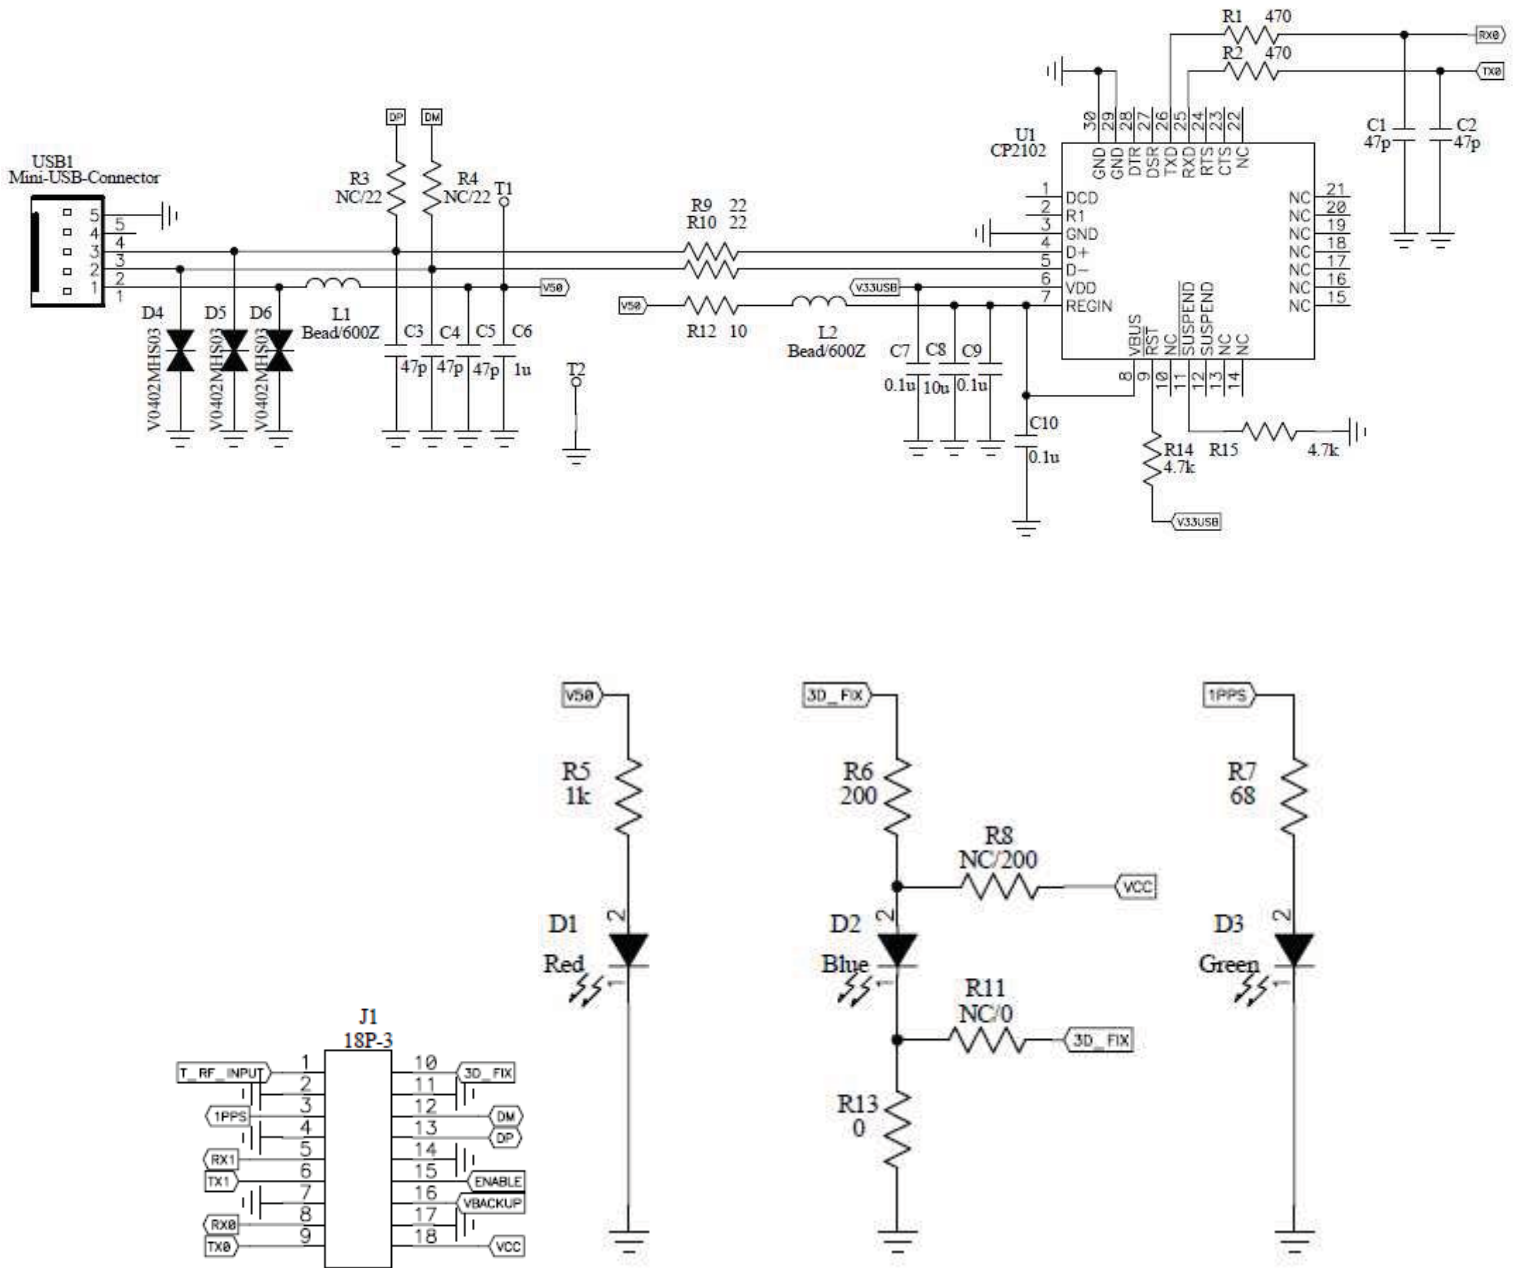 R1 470
RX0
R2 470
TX0
C1
47p
C2
47p
U1
CP2102
30
29
28
27
26
25
24
23
22
GND
GND
DTR
DSR
TXD
RXD
RTS
CTS
NC
1 DCD
2 R1
3 GND
4 D+
5 D-
6 VDD
7 REGIN
NC 21
NC 20
NC 19
NC 18
NC 17
NC 16
NC 15
VBUS
RST
NC
SUSPEND
SUSPEND
NC
NC
8
9
10
11
12
13
14
DP
DM
USB1
Mini-USB-Connector
R3
NC/22
R4
NC/22
T1
5
4
3
2
1
5
4
3
2
1
R9 22
R10 22
V50
V33USB
V50
R12 10
L2
Bead/600Z
D4
V0402MHS03
D5
V0402MHS03
D6
V0402MHS03
L1
Bead/600Z
C3
47p
C4
47p
C5
47p
C6
1u
T2
C7
0.1u
C8
10u
C9
0.1u
C10
0.1u
R14
4.7k
R15
4.7k
V33USB
V50
R5
1k
D1
Red
2
1
3D_FIX
R6
200
R8
NC/200
VCC
D2
Blue
2
1
R11
NC/0
3D_FIX
R13
0
1PPS
R7
68
D3
Green
2
1
J1
18P-3
T_RF_INPUT 1
2
1PPS 3
4
RX1 5
TX1 6
7
RX0 8
TX0 9
10 3D_FIX
11
12 DM
13 DP
14
15 ENABLE
16 VBACKUP
17
18 VCC